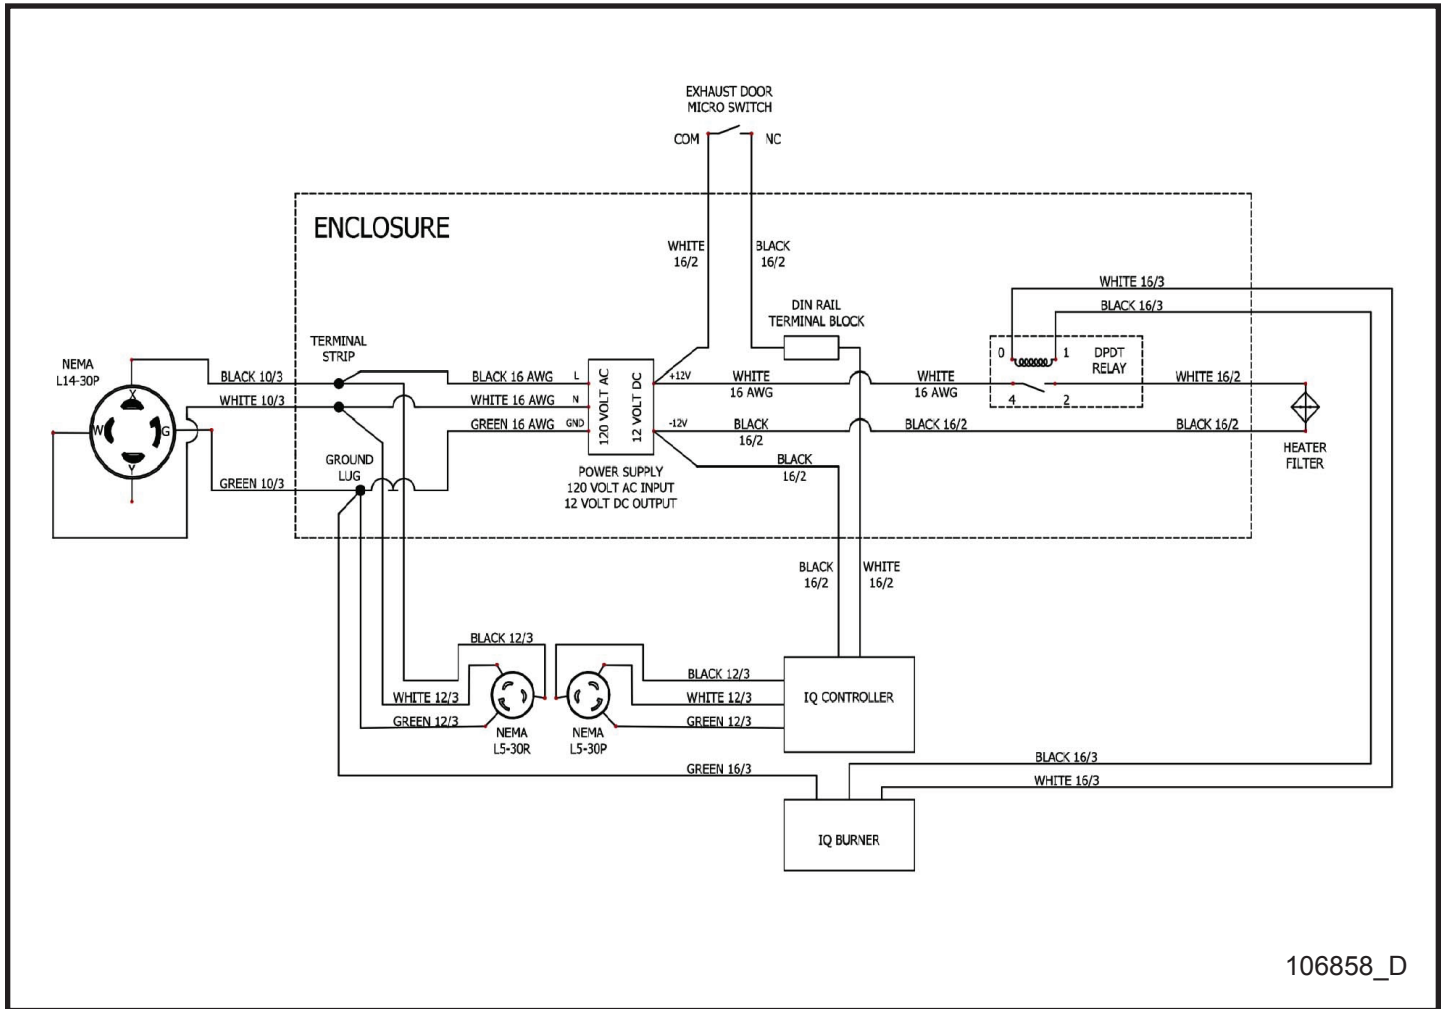 EXHAUST DOOR
MICRO SWITCH
COM
NC
ENCLOSURE
WHITE
16/2
BLACK
16/2
WHITE 16/3
BLACK 16/3
DIN RAIL
TERMINAL BLOCK
TERMINAL
STRIP
NEMA
L14-30P
BLACK 10/3
WHITE 10/3
GREEN 10/3
X
W
G
Y
GROUND
LUG
BLACK 16 AWG
WHITE 16 AWG
GREEN 16 AWG
L
N
GND
120 VOLT AC
12 VOLT DC
+12V
-12V
POWER SUPPLY
120 VOLT AC INPUT
12 VOLT DC OUTPUT
WHITE
16 AWG
BLACK
16/2
BLACK
16/2
WHITE
16 AWG
BLACK 16/2
0
1
DPDT
RELAY
4
2
WHITE 16/2
BLACK 16/2
HEATER
FILTER
BLACK
16/2
WHITE
16/2
BLACK 12/3
WHITE 12/3
GREEN 12/3
NEMA
L5-30R
NEMA
L5-30P
BLACK 12/3
WHITE 12/3
GREEN 12/3
IQ CONTROLLER
GREEN 16/3
BLACK 16/3
WHITE 16/3
IQ BURNER
106858_D